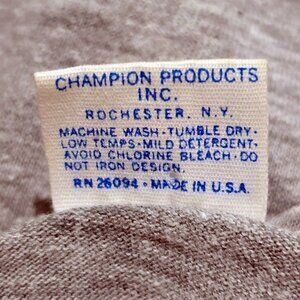 CHAMPION PRODUCTS
INC.
ROCHESTER, N.Y.
MACHINE WASH·TUMBLE DRY·
LOW TEMPS·MILD DETERGENT·
AVOID CHLORINE BLEACH·DO
NOT IRON DESIGN.
RN 26094 · MADE IN U.S.A.